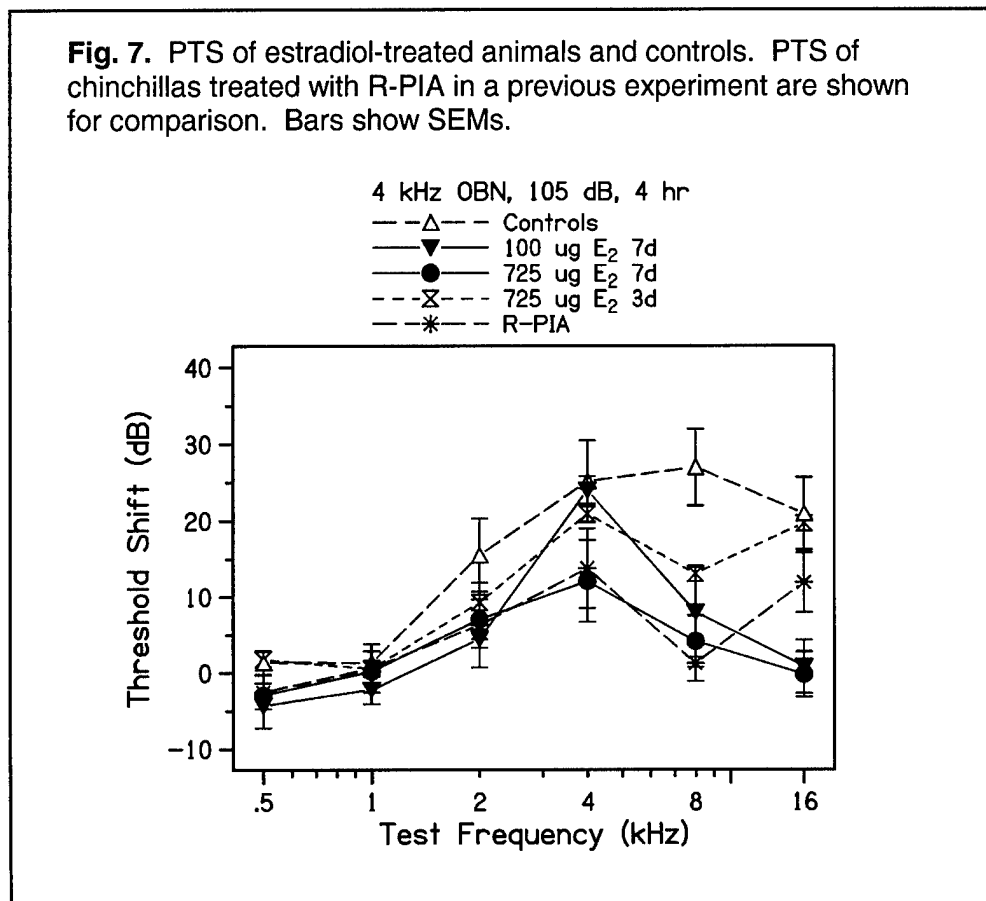 Fig. 7. PTS of estradiol-treated animals and controls. PTS of
chinchillas treated with R-PIA in a previous experiment are shown
for comparison. Bars show SEMs.
4 kHz OBN, 105 dB, 4 hr
Controls
100 ug E₂ 7d
725 ug E₂ 7d
725 ug E₂ 3d
R-PIA
Threshold Shift (dB)
40
30
20
10
0
-10
.5 1 2 4 8 16
Test Frequency (kHz)